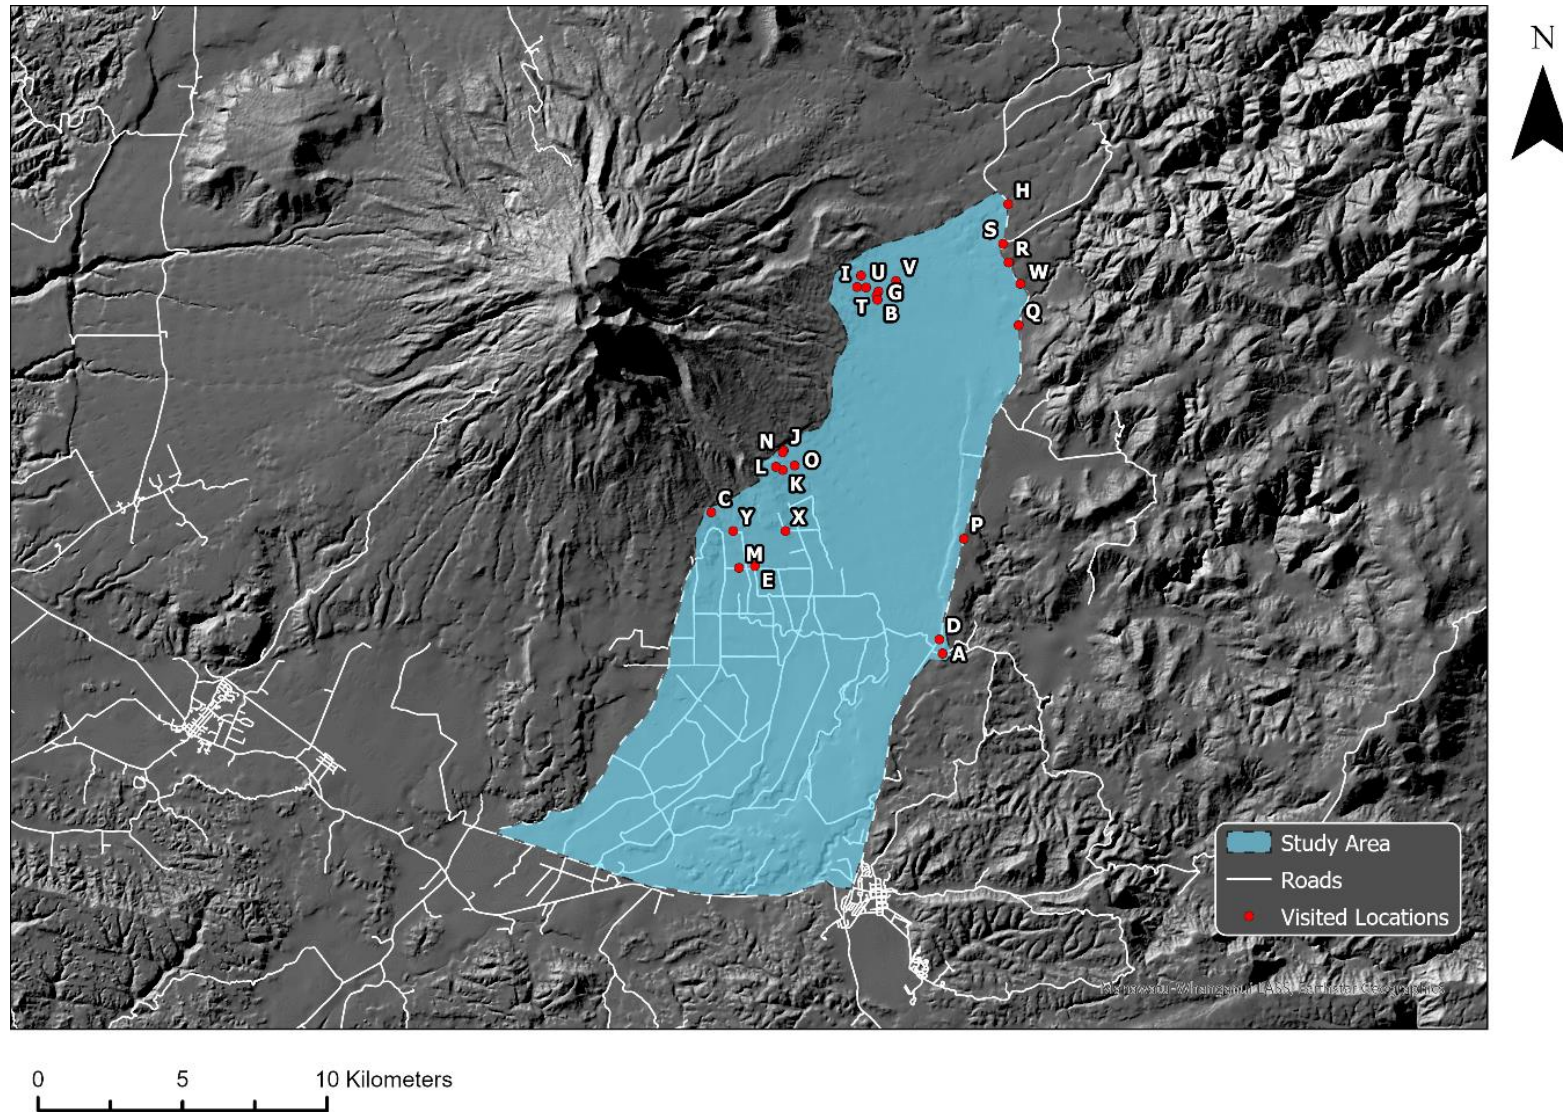 N
H
S
R
I U V W
G
T B Q
N J
L O
K
C
Y X
M
E P
D
A
Study Area
Roads
Visited Locations
0 5 10 Kilometers